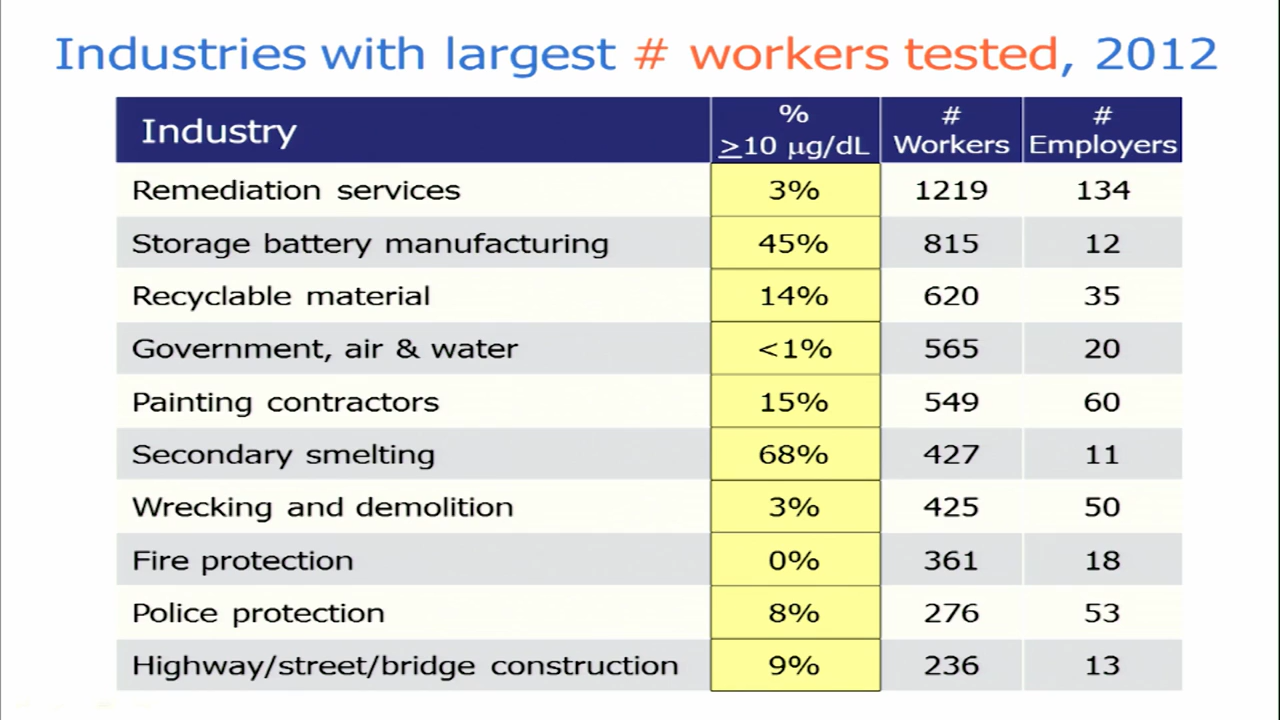 Industries with largest # workers tested, 2012
Industry % ≥10 µg/dL # Workers # Employers
Remediation services 3% 1219 134
Storage battery manufacturing 45% 815 12
Recyclable material 14% 620 35
Government, air & water <1% 565 20
Painting contractors 15% 549 60
Secondary smelting 68% 427 11
Wrecking and demolition 3% 425 50
Fire protection 0% 361 18
Police protection 8% 276 53
Highway/street/bridge construction 9% 236 13